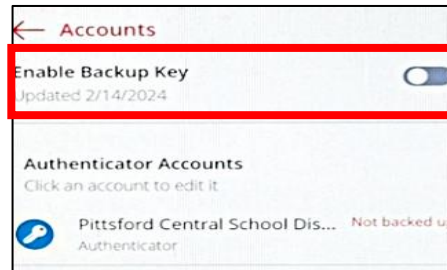 ← Accounts
Enable Backup Key
Updated 2/14/2024
Authenticator Accounts
Click an account to edit it
Pittsford Central School Dis... Not backed
Authenticator